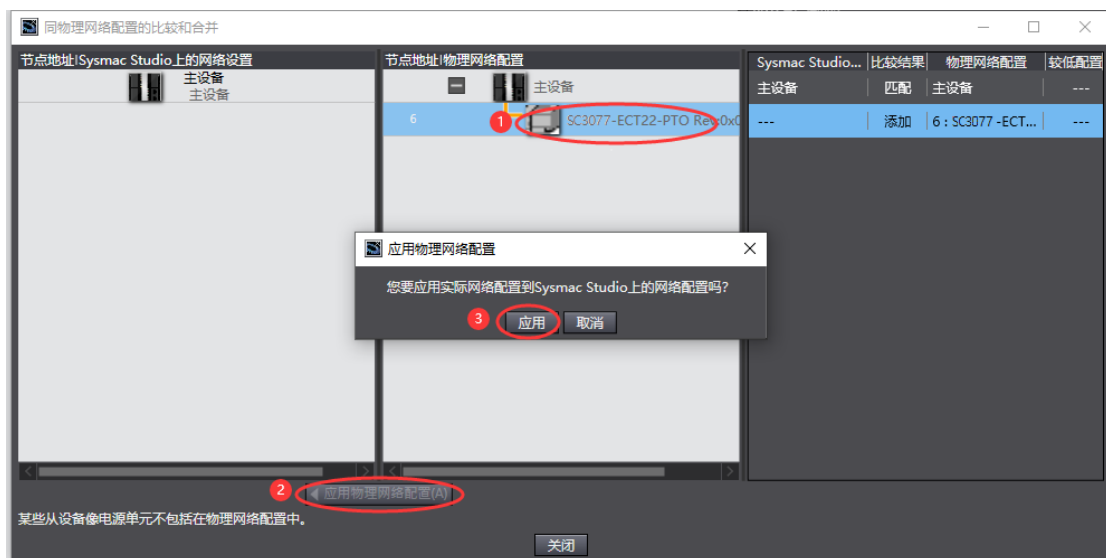 同物理网络配置的比较和合并
节点地址|Sysmac Studio上的网络设置
主设备
主设备
节点地址|物理网络配置
主设备
6
1
SC3077-ECT22-PTO Rev:0x0
Sysmac Studio... 比较结果 物理网络配置 较低配置
主设备 匹配 主设备 ---
--- 添加 6 : SC3077 -ECT... ---
应用物理网络配置
您要应用实际网络配置到Sysmac Studio上的网络配置吗?
3
应用 取消
2
应用物理网络配置(A)
某些从设备像电源单元不包括在物理网络配置中。
关闭